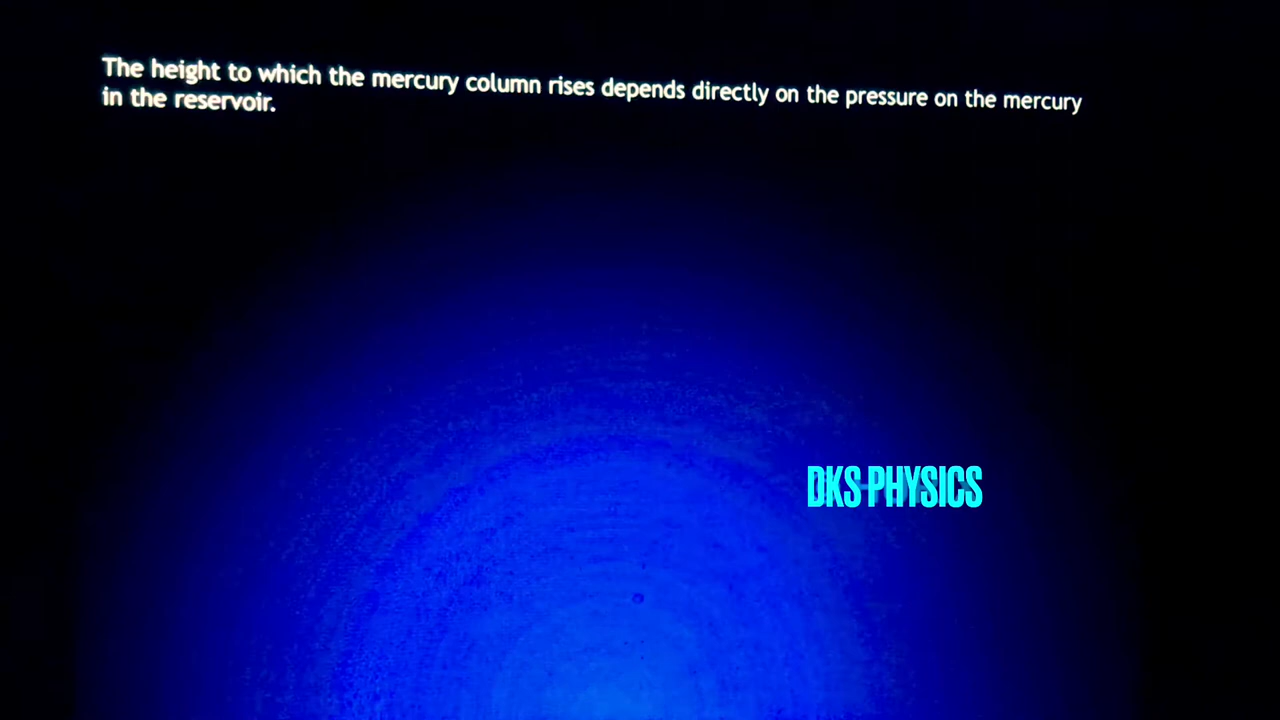 The height to which the mercury column rises depends directly on the pressure on the mercury
in the reservoir.
DKS PHYSICS